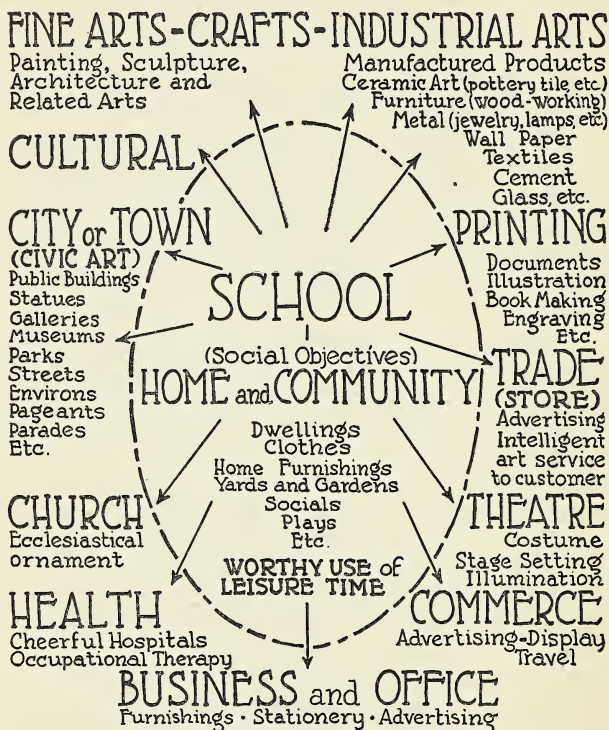 FINE ARTS-CRAFTS-INDUSTRIAL ARTS
Painting, Sculpture,
Architecture and
Related Arts
Manufactured Products
Ceramic Art (pottery tile, etc.)
Furniture (wood-working)
Metal (jewelry, lamps, etc)
Wall Paper
Textiles
Cement
Glass, etc.
CULTURAL
CITY or TOWN
(CIVIC ART)
Public Buildings
Statues
Galleries
Museums
Parks
Streets
Environs
Pageants
Parades
Etc.
PRINTING
Documents
Illustration
Book Making
Engraving
Etc.
SCHOOL
(Social Objectives)
HOME and COMMUNITY
Dwellings
Clothes
Home Furnishings
Yards and Gardens
Socials
Plays
Etc.
WORTHY USE of
LEISURE TIME
TRADE
(STORE)
Advertising
Intelligent
art service
to customer
CHURCH
Ecclesiastical
ornament
THEATRE
Costume
Stage Setting
Illumination
HEALTH
Cheerful Hospitals
Occupational Therapy
COMMERCE
Advertising-Display
Travel
BUSINESS and OFFICE
Furnishings · Stationery · Advertising